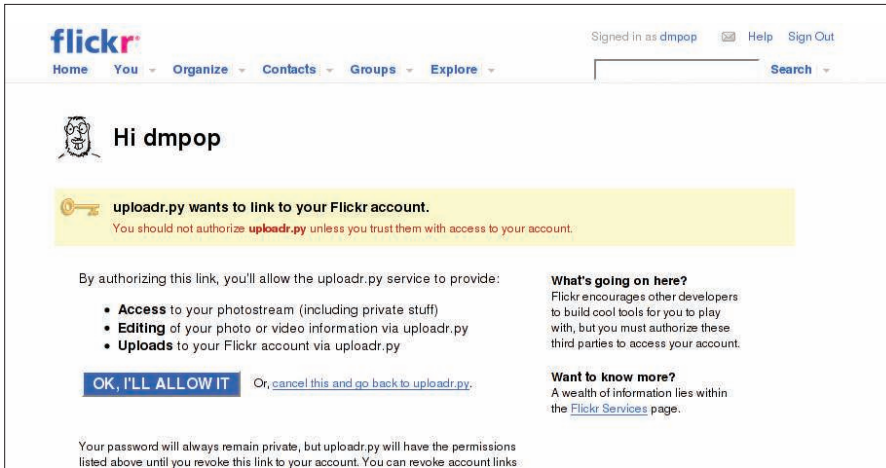 flickr
Signed in as dmpop Help Sign Out
Home You Organize Contacts Groups Explore Search
Hi dmpop
uploadr.py wants to link to your Flickr account.
You should not authorize uploadr.py unless you trust them with access to your account.
By authorizing this link, you'll allow the uploadr.py service to provide:
• Access to your photostream (including private stuff)
• Editing of your photo or video information via uploadr.py
• Uploads to your Flickr account via uploadr.py
OK, I'LL ALLOW IT Or, cancel this and go back to uploadr.py.
Your password will always remain private, but uploadr.py will have the permissions
listed above until you revoke this link to your account. You can revoke account links
What's going on here?
Flickr encourages other developers
to build cool tools for you to play
with, but you must authorize these
third parties to access your account.
Want to know more?
A wealth of information lies within
the Flickr Services page.